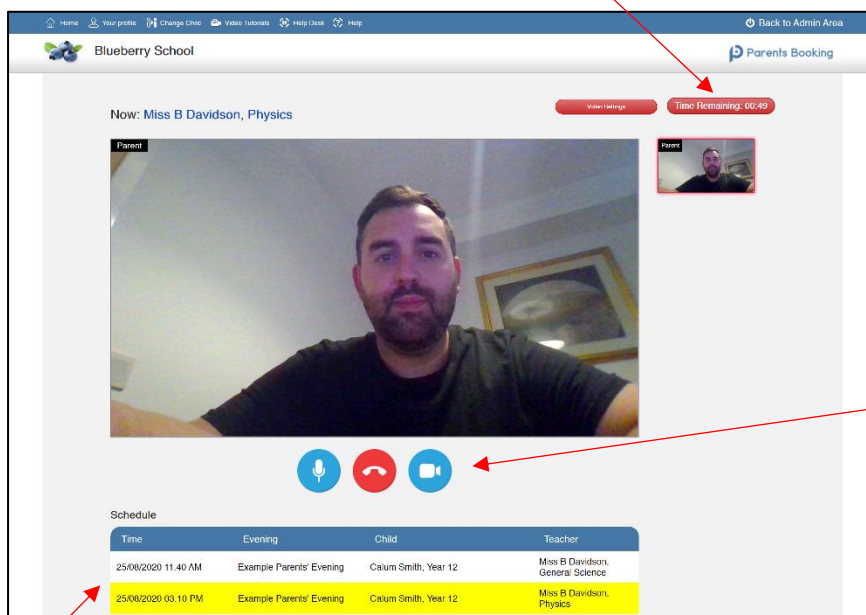 Home Your profile Change Child Video Tutorials Help Desk Help Back to Admin Area
Blueberry School Parents Booking
Now: Miss B Davidson, Physics
Video Settings Time Remaining: 00:49
Parent Parent
Schedule
Time Evening Child Teacher
25/08/2020 11.40 AM Example Parents' Evening Calum Smith, Year 12 Miss B Davidson,
General Science
25/08/2020 03.10 PM Example Parents' Evening Calum Smith, Year 12 Miss B Davidson,
Physics